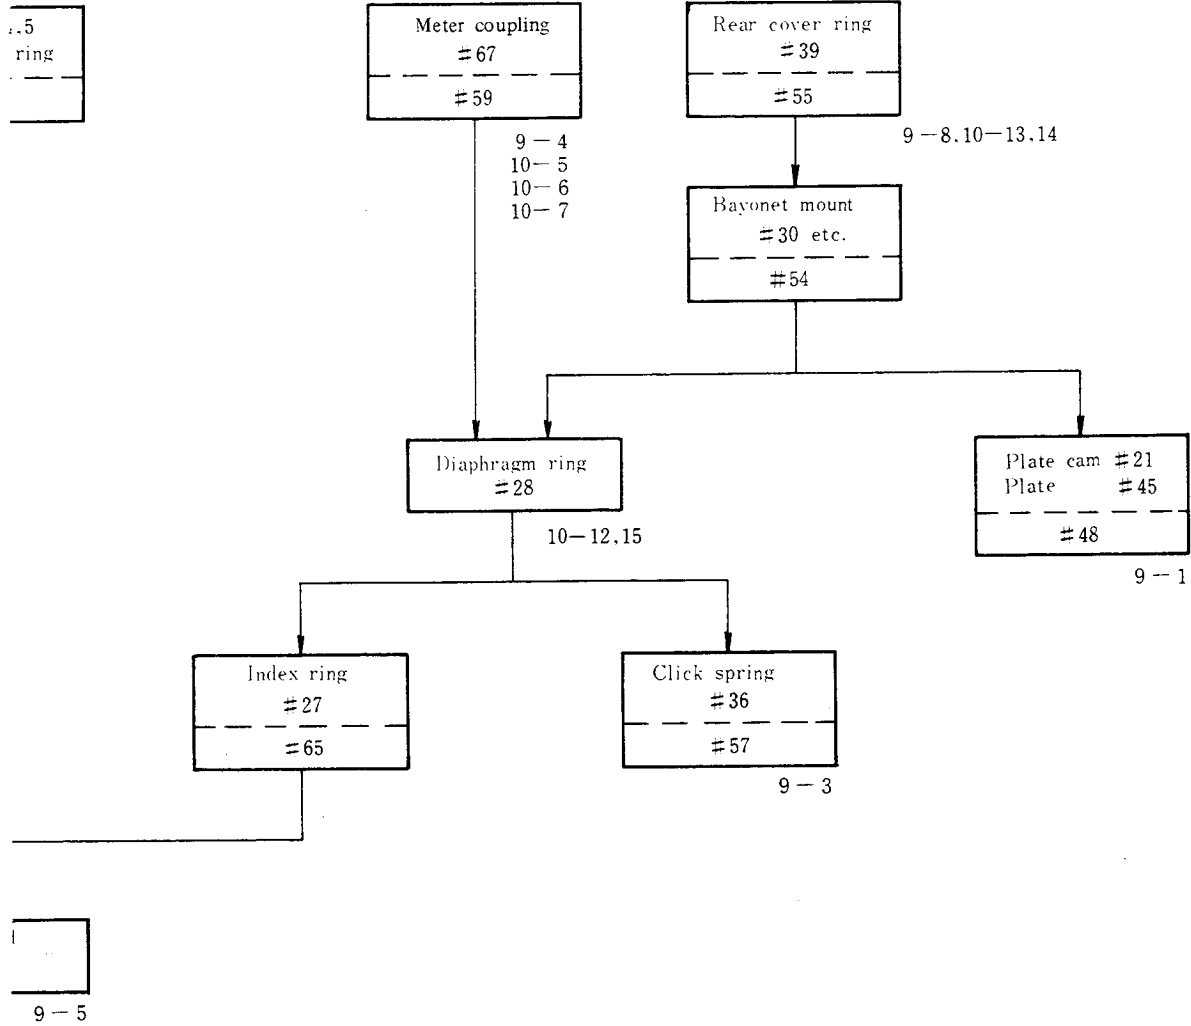 .5
ring
Meter coupling
#67
#59
9-4
10-5
10-6
10-7
Rear cover ring
#39
#55
9-8.10-13.14
Bayonet mount
#30 etc.
#54
Diaphragm ring
#28
10-12.15
Plate cam #21
Plate #45
#48
9-1
Index ring
#27
#65
Click spring
#36
#57
9-3
9-5